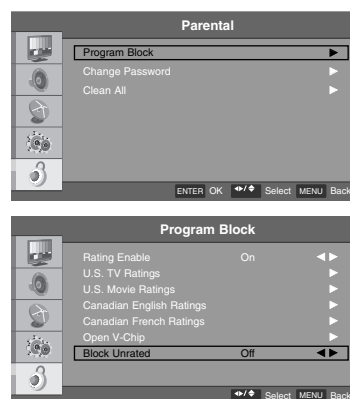 Parental
Program Block
Change Password
Clean All
ENTER OK Select MENU Back
Program Block
Rating Enable On
U.S. TV Ratings
U.S. Movie Ratings
Canadian English Ratings
Canadian French Ratings
Open V-Chip
Block Unrated Off
Select MENU Back